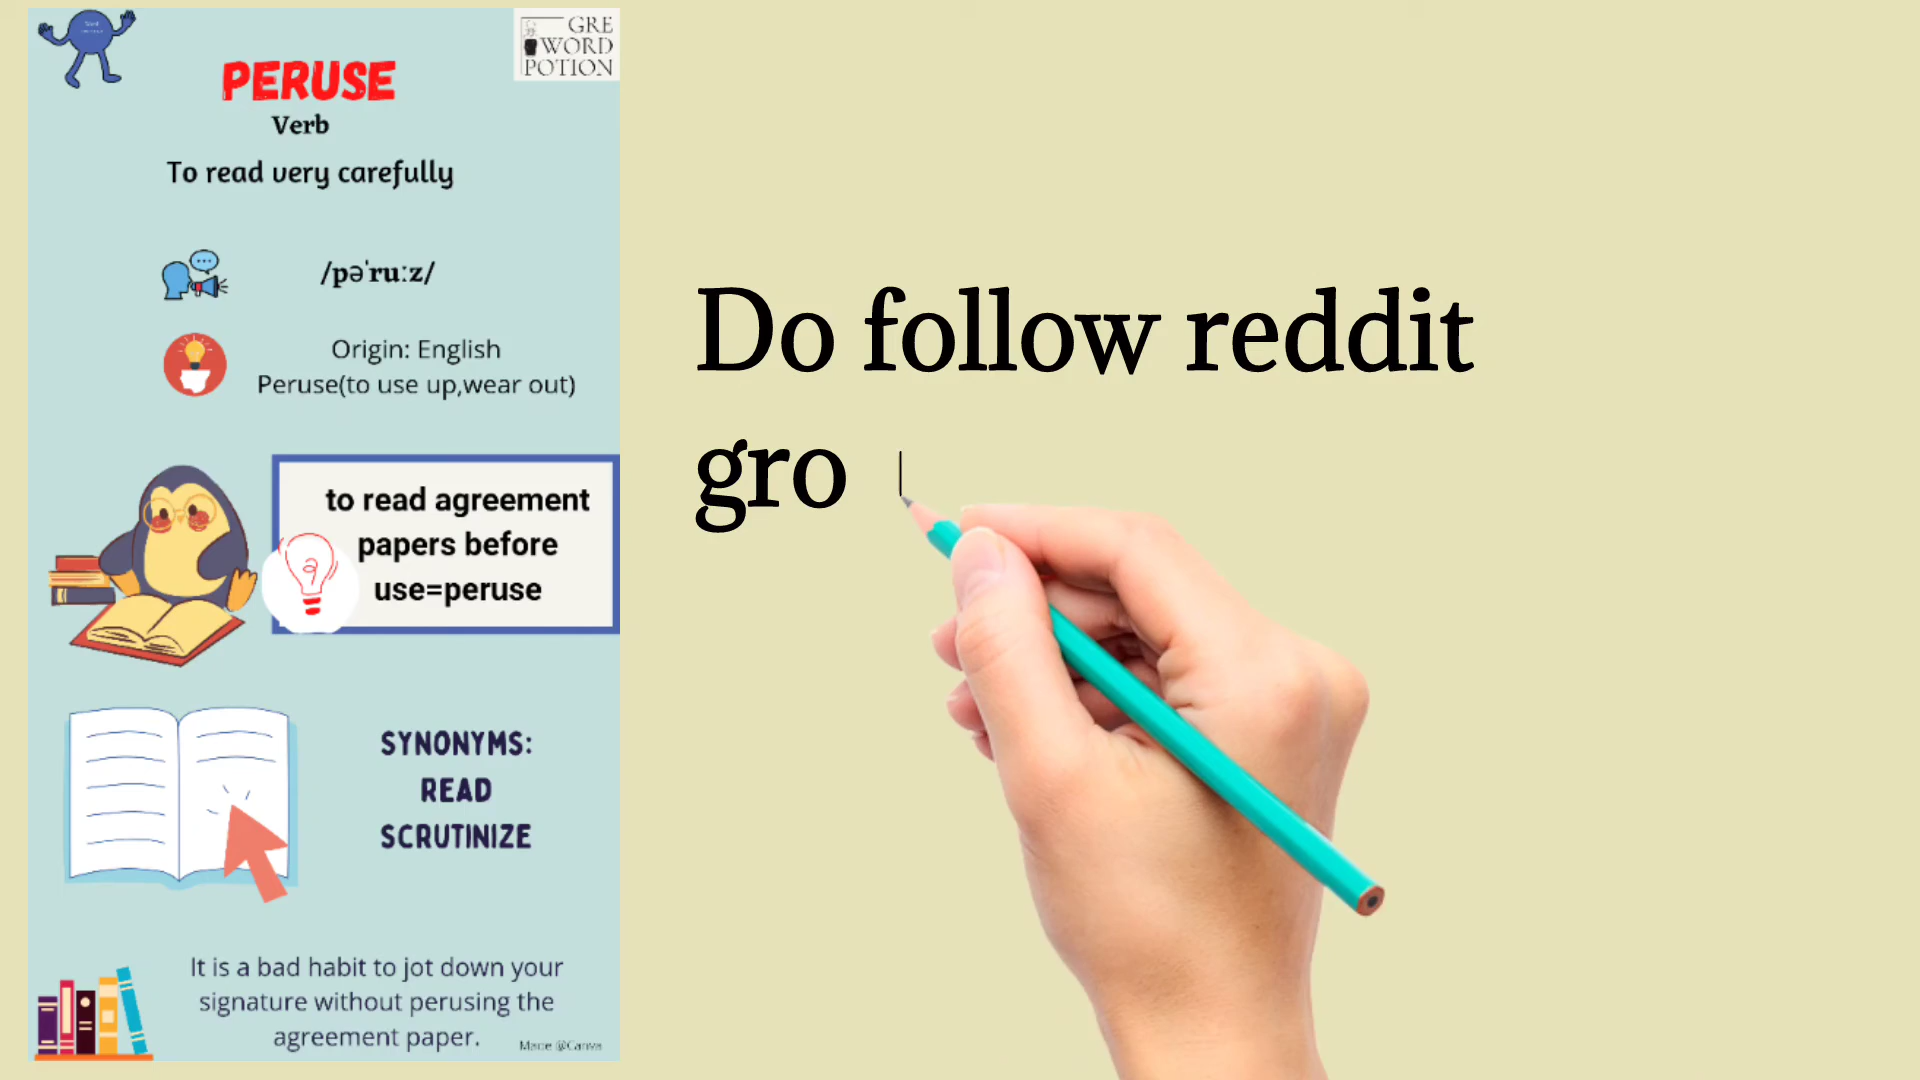 GRE
WORD
POTION
PERUSE
Verb
To read very carefully
/pəˈruːz/
Origin: English
Peruse(to use up,wear out)
to read agreement
papers before
use=peruse
SYNONYMS:
READ
SCRUTINIZE
It is a bad habit to jot down your
signature without perusing the
agreement paper.
Made @Canva
Do follow reddit
gro